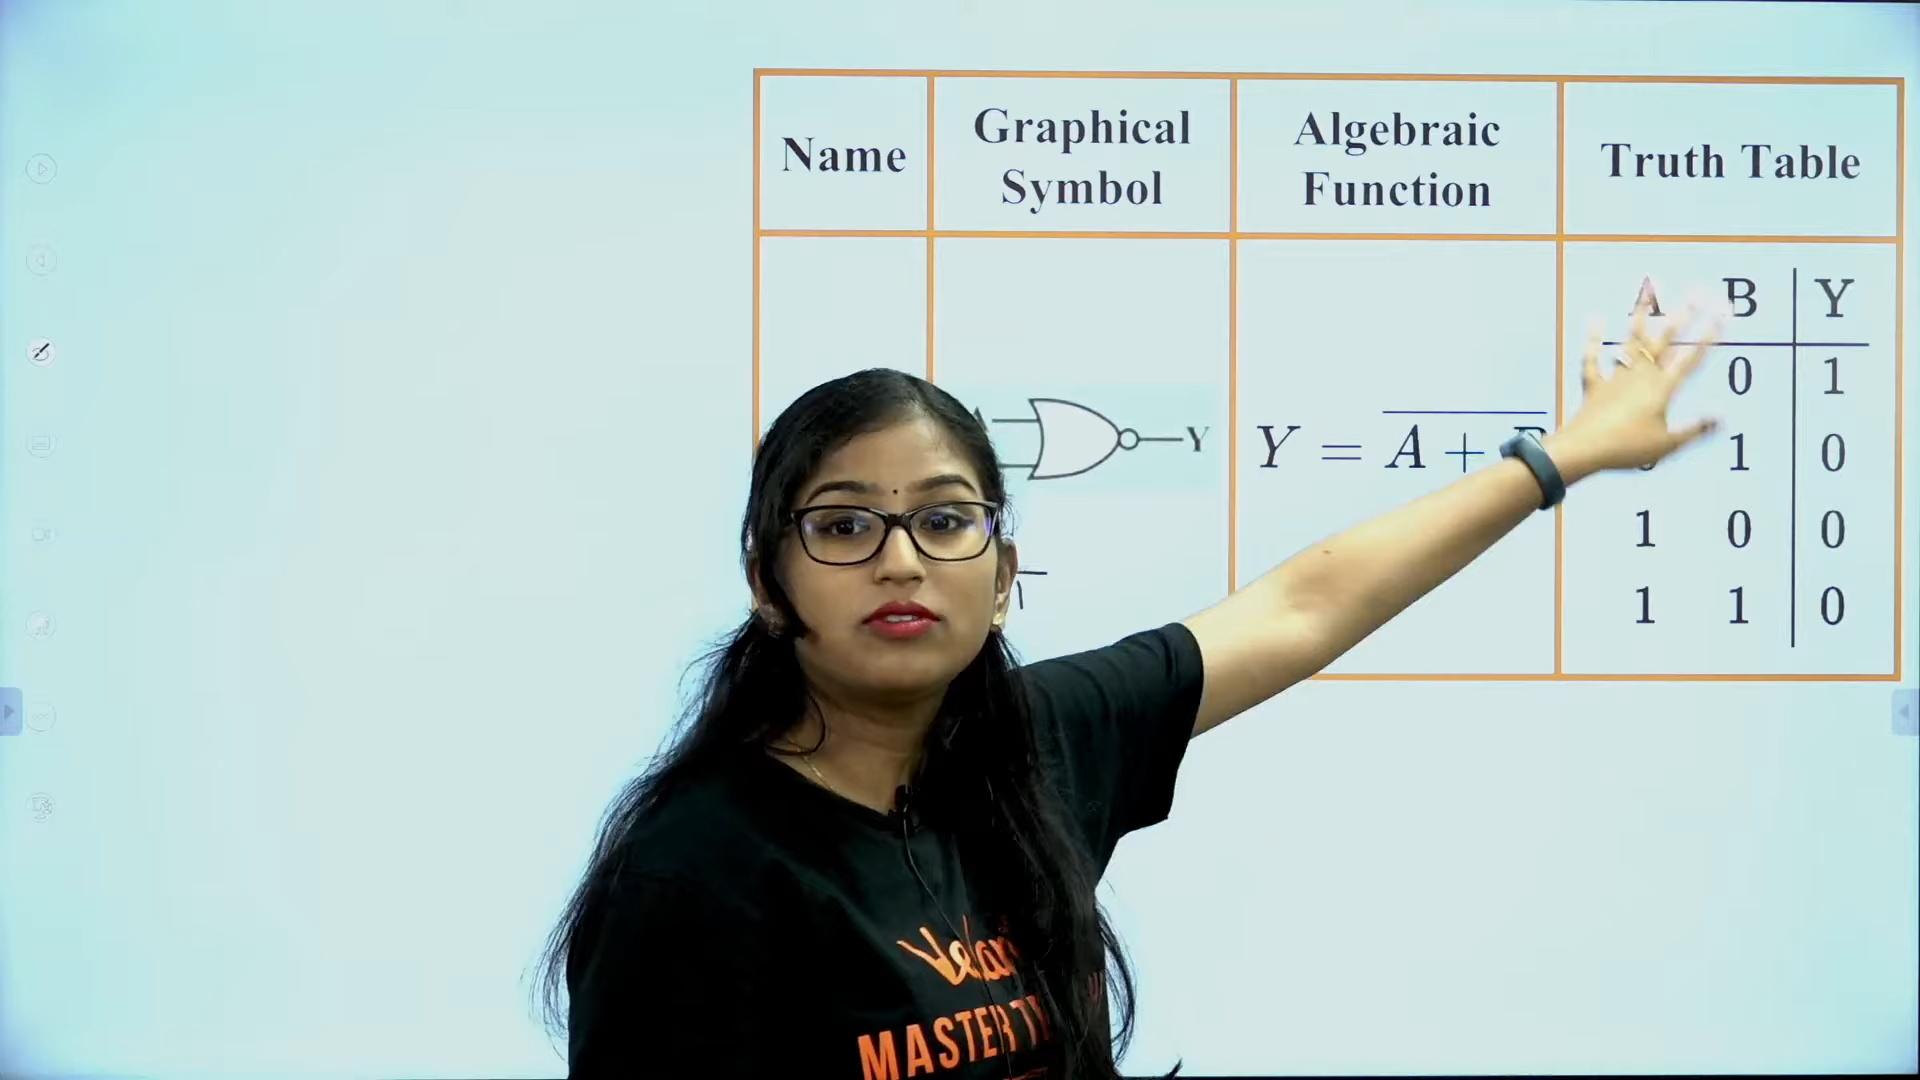 Name
Graphical
Symbol
Algebraic
Function
Truth Table
A B Y
0 1
1 0
1 0 0
1 1 0
Y
Y = A +
MASTER